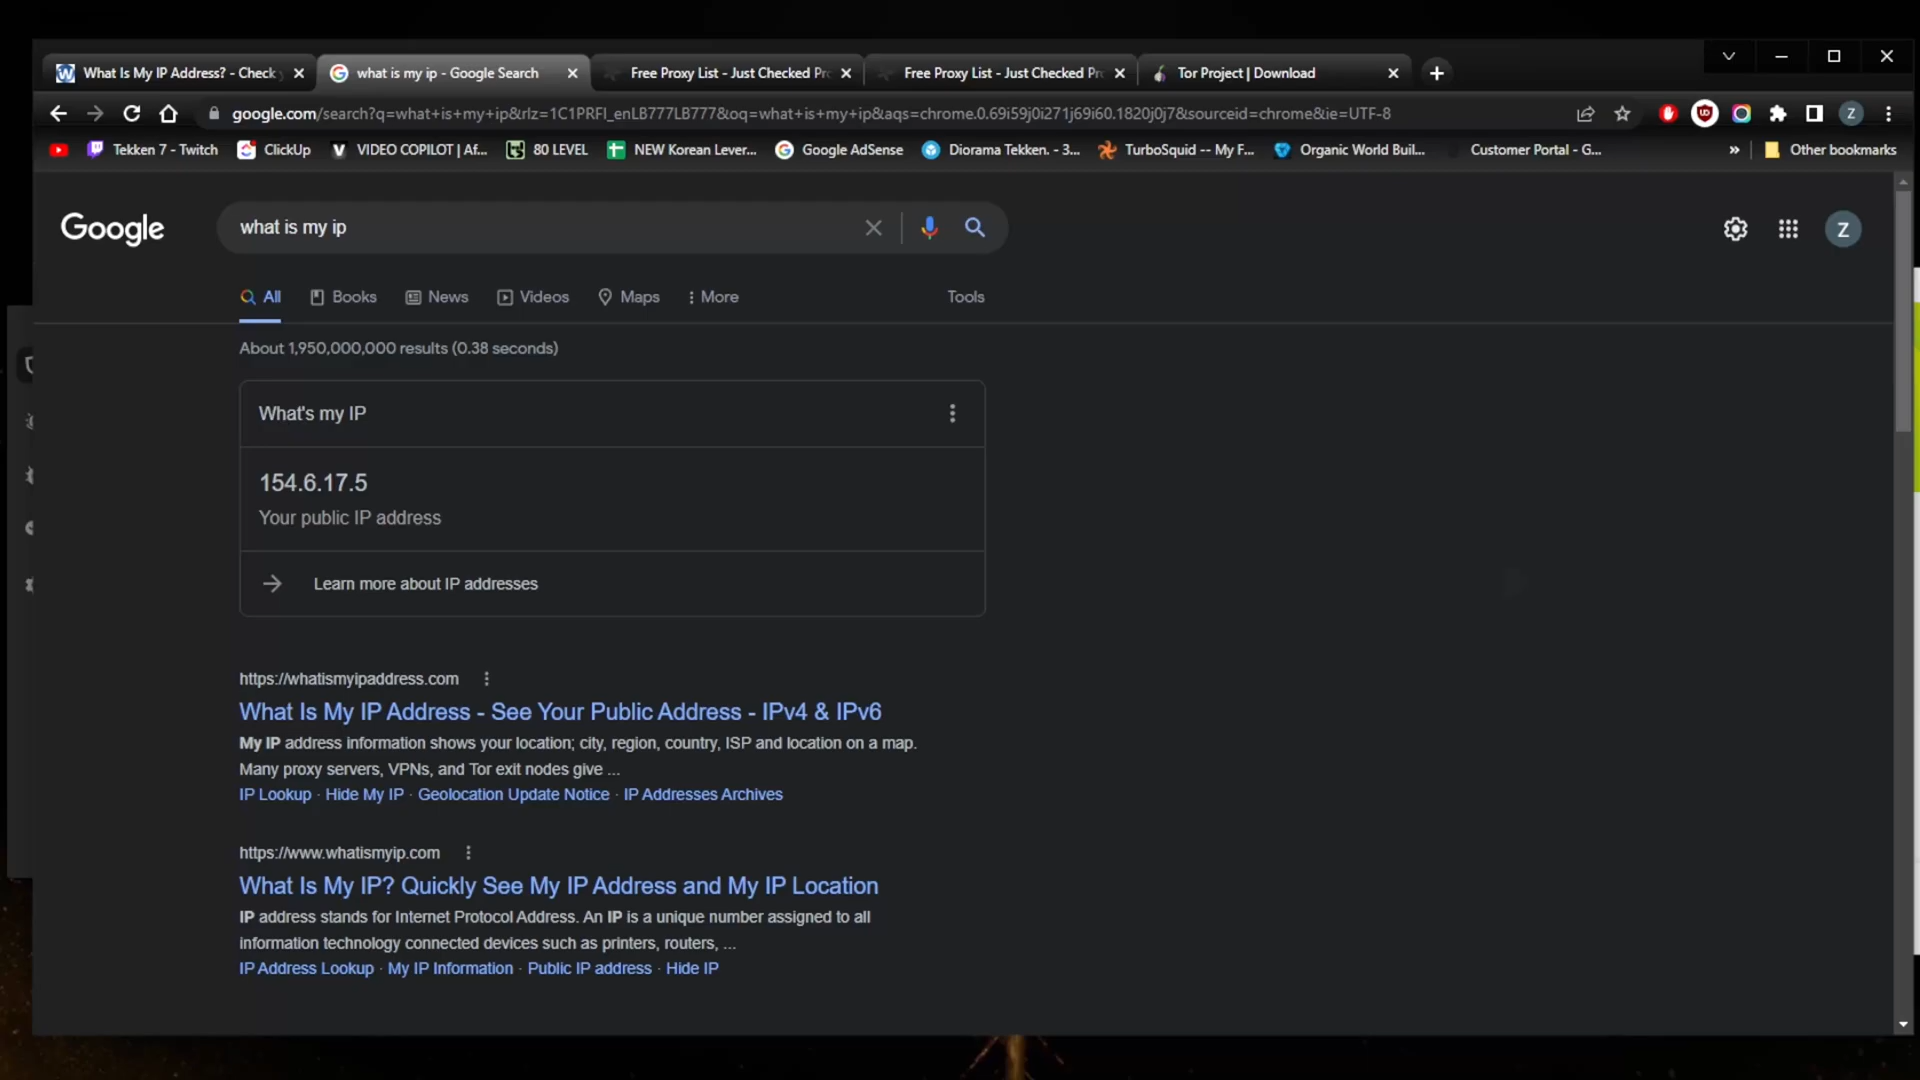 What Is My IP Address? - Check
what is my ip - Google Search
Free Proxy List - Just Checked Pr
Free Proxy List - Just Checked Pr
Tor Project | Download
google.com/search?q=what+is+my+ip&rlz=1C1PRFI_enLB777LB777&oq=what+is+my+ip&aqs=chrome.0.69i59j0i271j69i60.1820j0j7&sourceid=chrome&ie=UTF-8
Z
Tekken 7 - Twitch
ClickUp
VIDEO COPILOT | Af...
80 LEVEL
NEW Korean Lever...
Google AdSense
Diorama Tekken. - 3...
TurboSquid -- My F...
Organic World Buil...
Customer Portal - G...
»
Other bookmarks
Google
what is my ip
Z
All
Books
News
Videos
Maps
More
Tools
About 1,950,000,000 results (0.38 seconds)
What's my IP
154.6.17.5
Your public IP address
Learn more about IP addresses
https://whatismyipaddress.com
What Is My IP Address - See Your Public Address - IPv4 & IPv6
My IP address information shows your location; city, region, country, ISP and location on a map.
Many proxy servers, VPNs, and Tor exit nodes give ...
IP Lookup · Hide My IP · Geolocation Update Notice · IP Addresses Archives
https://www.whatismyip.com
What Is My IP? Quickly See My IP Address and My IP Location
IP address stands for Internet Protocol Address. An IP is a unique number assigned to all
information technology connected devices such as printers, routers, ...
IP Address Lookup · My IP Information · Public IP address · Hide IP